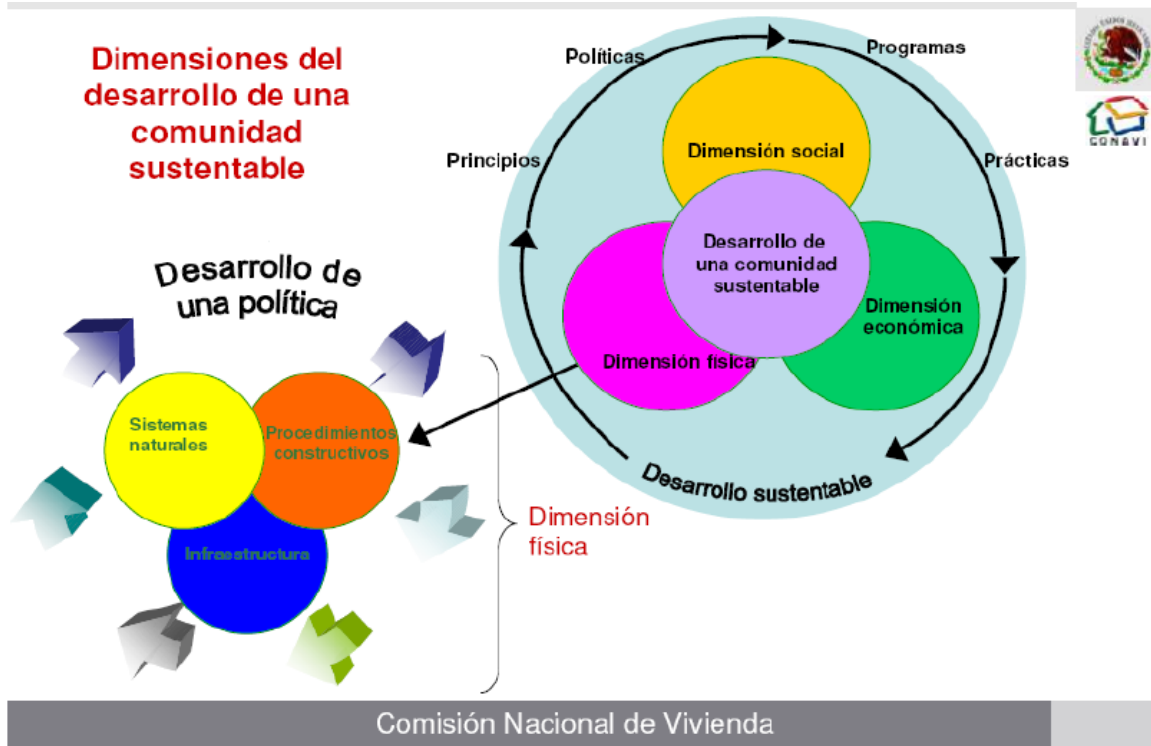 Dimensiones del
desarrollo de una
comunidad
sustentable
Políticas
Programas
Principios
Prácticas
Dimensión social
Desarrollo de
una comunidad
sustentable
Dimensión
económica
Dimensión física
Desarrollo sustentable
CONAVI
Desarrollo de
una política
Sistemas
naturales
Procedimientos
constructivos
Infraestructura
Dimensión
física
Comisión Nacional de Vivienda